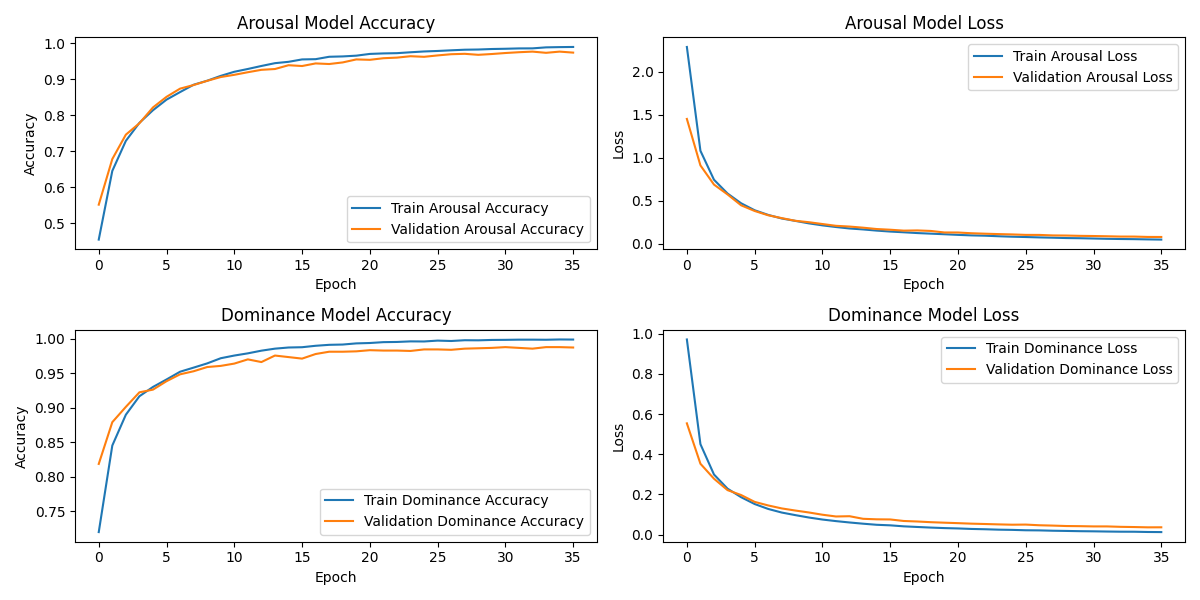 Arousal Model Accuracy
Accuracy
1.0
0.9
0.8
0.7
0.6
0.5
Train Arousal Accuracy
Validation Arousal Accuracy
0 5 10 15 20 25 30 35
Epoch
Arousal Model Loss
Loss
2.0
1.5
1.0
0.5
0.0
Train Arousal Loss
Validation Arousal Loss
0 5 10 15 20 25 30 35
Epoch
Dominance Model Accuracy
Accuracy
1.00
0.95
0.90
0.85
0.80
0.75
Train Dominance Accuracy
Validation Dominance Accuracy
0 5 10 15 20 25 30 35
Epoch
Dominance Model Loss
Loss
1.0
0.8
0.6
0.4
0.2
0.0
Train Dominance Loss
Validation Dominance Loss
0 5 10 15 20 25 30 35
Epoch